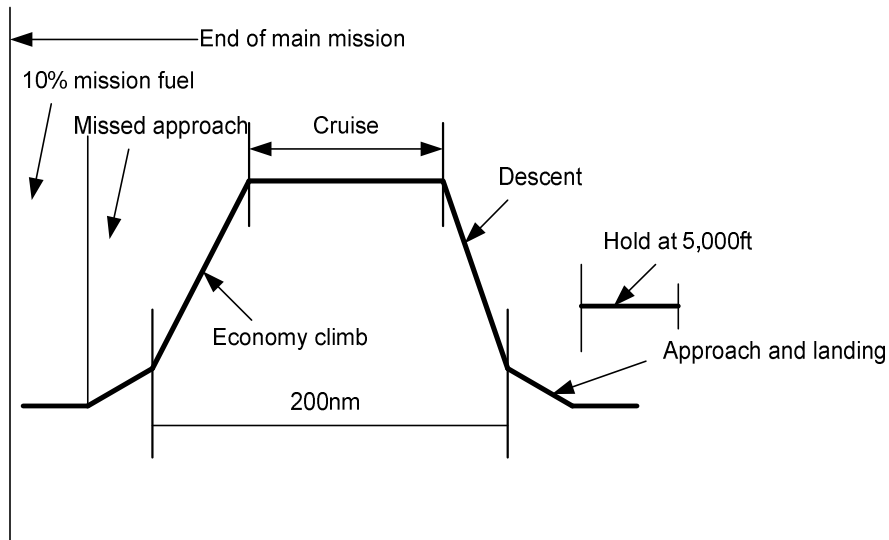 End of main mission
10% mission fuel
Missed approach
Cruise
Descent
Hold at 5,000ft
Economy climb
Approach and landing
200nm